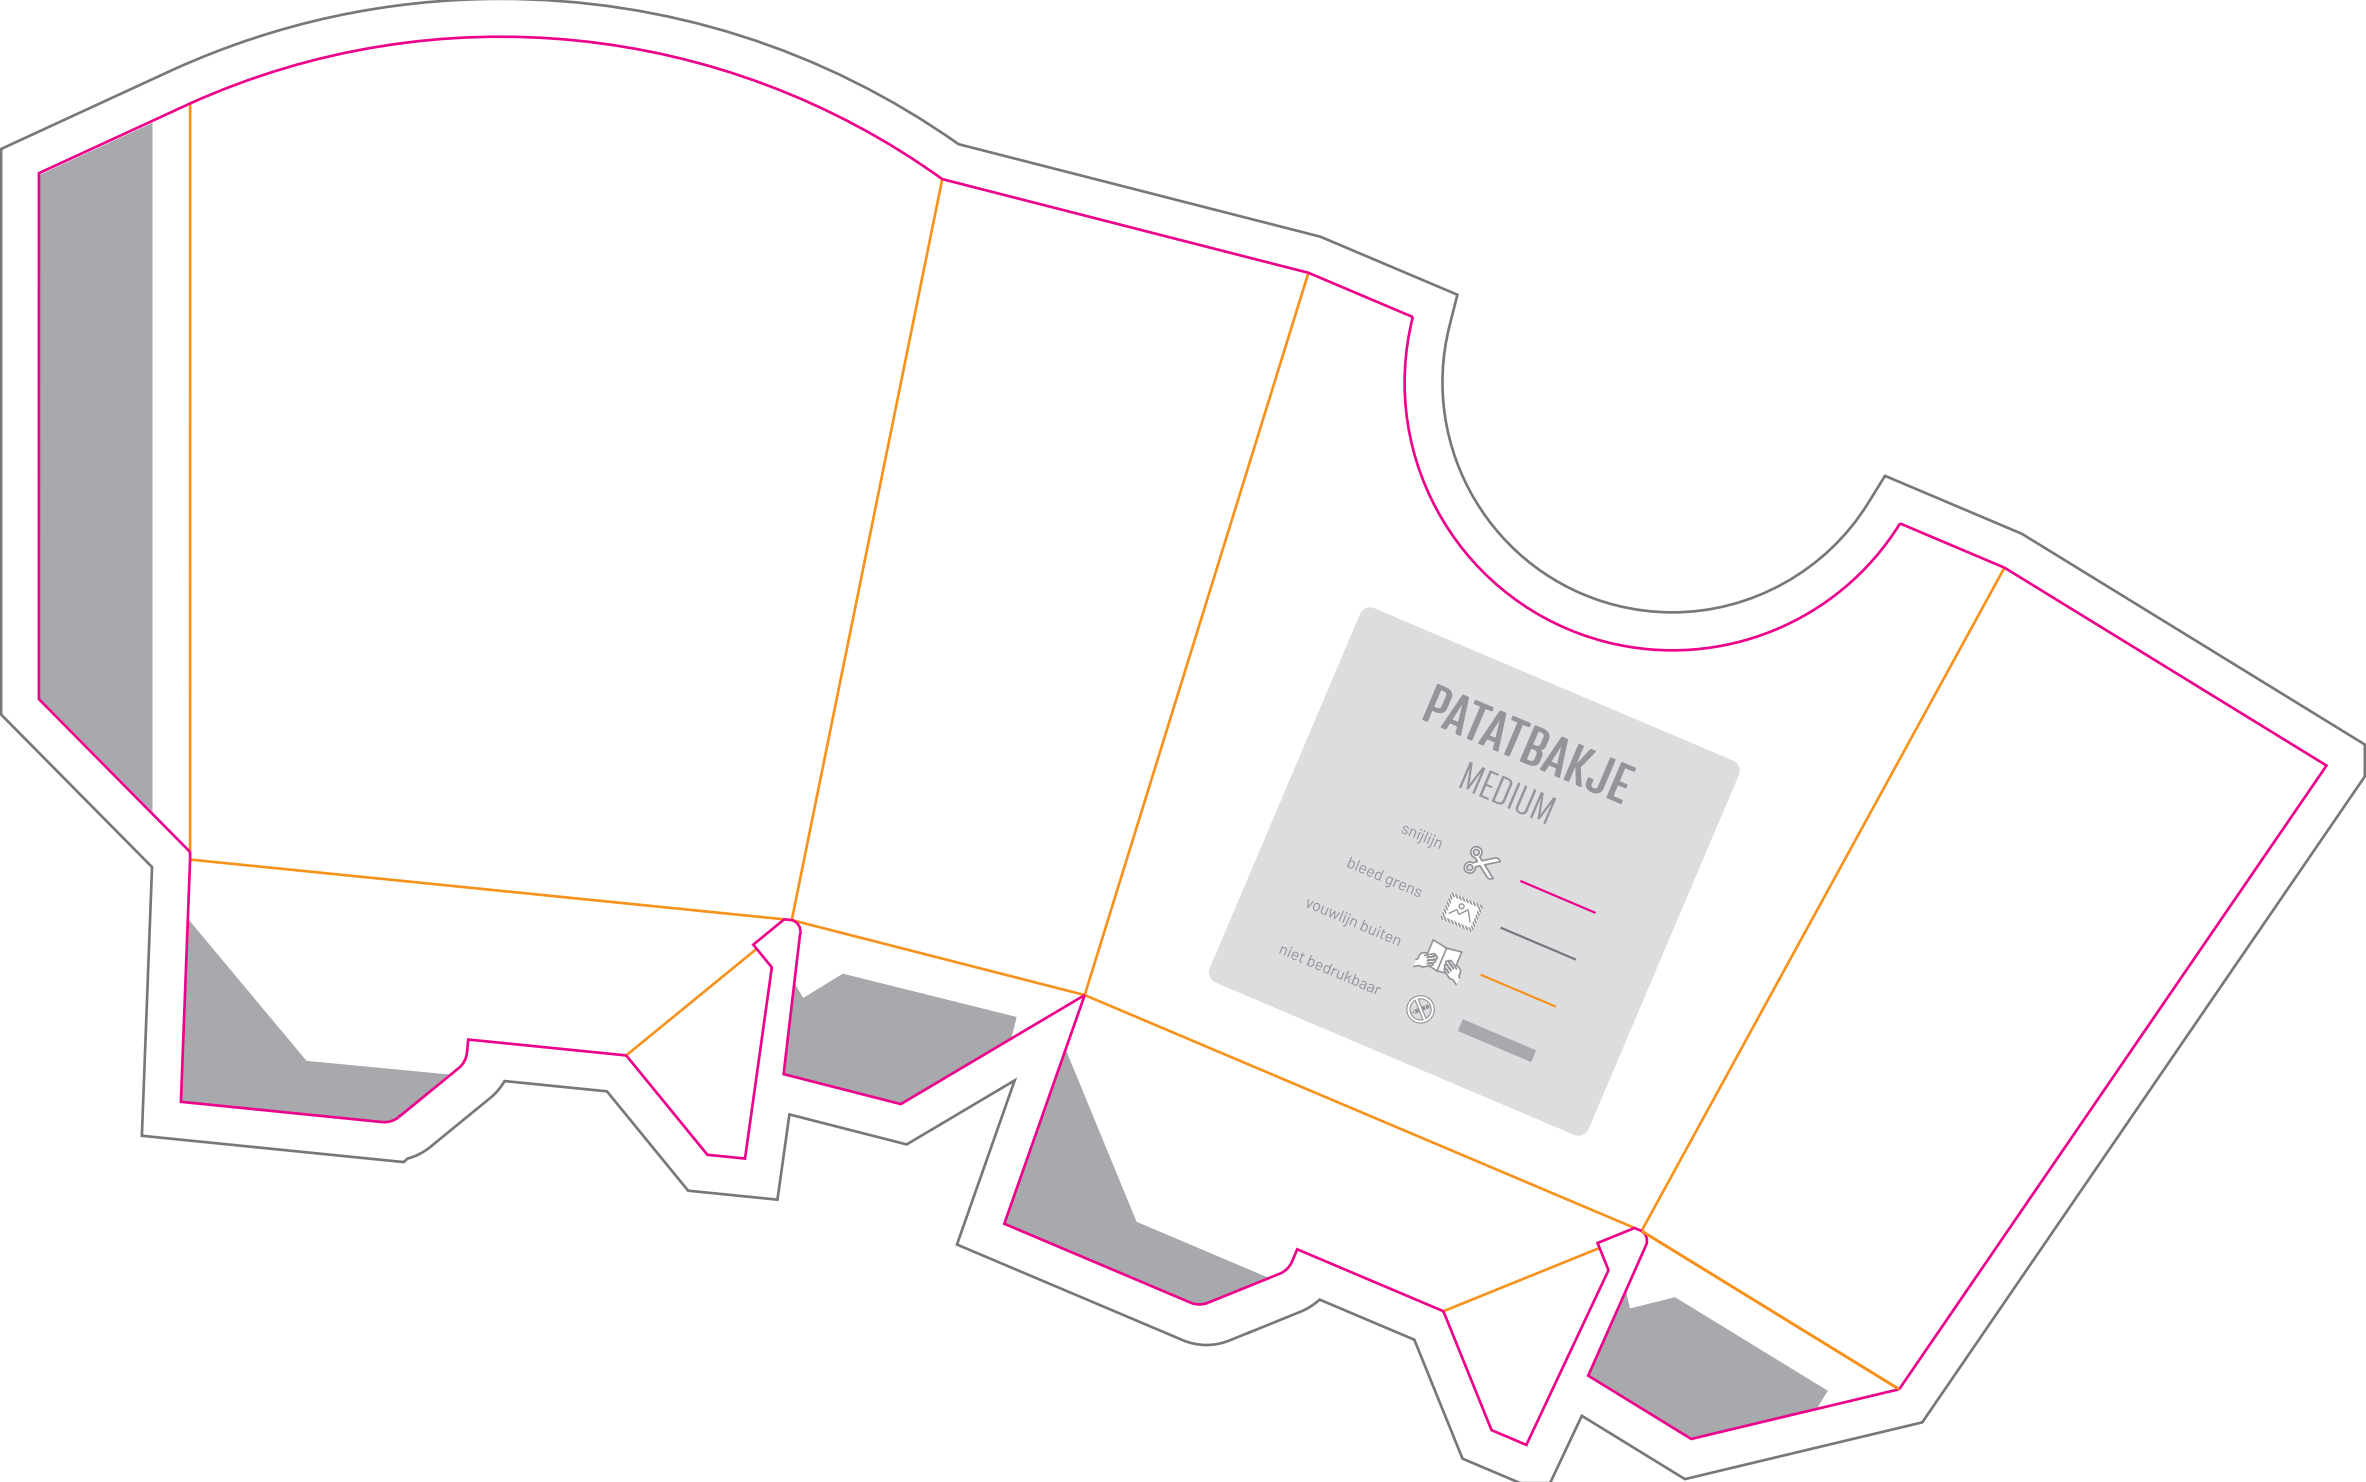 PATATBAKJE
MEDIUM
snijlijn
bleed grens
vouwlijn buiten
niet bedrukbaar